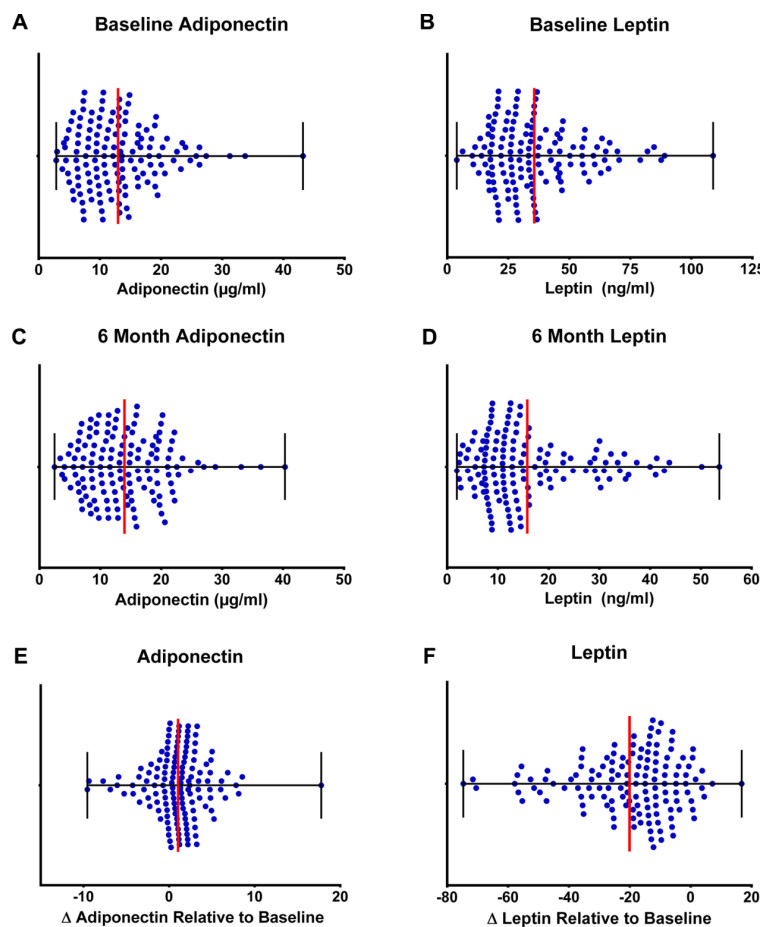 A Baseline Adiponectin
0 10 20 30 40 50
Adiponectin (µg/ml)
B Baseline Leptin
0 25 50 75 100 125
Leptin (ng/ml)
C 6 Month Adiponectin
0 10 20 30 40 50
Adiponectin (µg/ml)
D 6 Month Leptin
0 10 20 30 40 50 60
Leptin (ng/ml)
E Adiponectin
-10 0 10 20
Δ Adiponectin Relative to Baseline
F Leptin
-80 -60 -40 -20 0 20
Δ Leptin Relative to Baseline